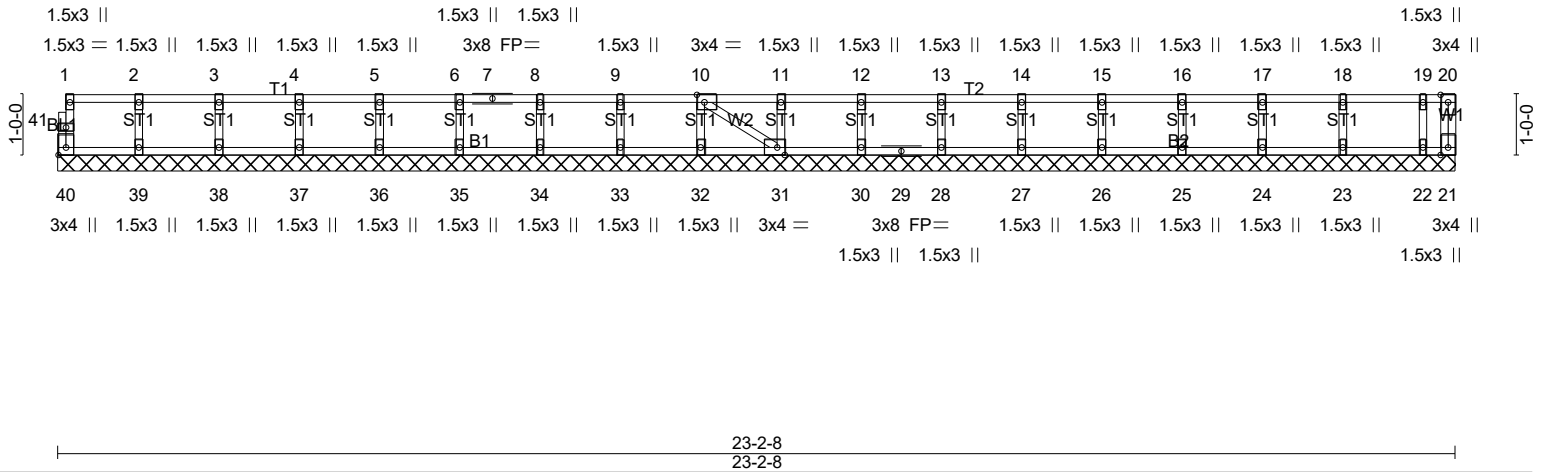 1.5x3 || 1.5x3 || 1.5x3 || 1.5x3 ||
1.5x3 = 1.5x3 || 1.5x3 || 1.5x3 || 1.5x3 || 3x8 FP= 1.5x3 || 3x4 = 1.5x3 || 1.5x3 || 1.5x3 || 1.5x3 || 1.5x3 || 1.5x3 || 1.5x3 || 1.5x3 || 3x4 ||
1 2 3 4 5 6 7 8 9 10 11 12 13 14 15 16 17 18 19 20
T1 T2
1-0-0 41 BL1 ST1 ST1 ST1 ST1 ST1 ST1 ST1 ST1 W2 ST1 ST1 ST1 ST1 ST1 ST1 ST1 ST1 W1 1-0-0
B1 B2
40 39 38 37 36 35 34 33 32 31 30 29 28 27 26 25 24 23 22 21
3x4 || 1.5x3 || 1.5x3 || 1.5x3 || 1.5x3 || 1.5x3 || 1.5x3 || 1.5x3 || 1.5x3 || 3x4 = 3x8 FP= 1.5x3 || 1.5x3 || 1.5x3 || 1.5x3 || 1.5x3 || 3x4 ||
1.5x3 || 1.5x3 || 1.5x3 ||
23-2-8
23-2-8